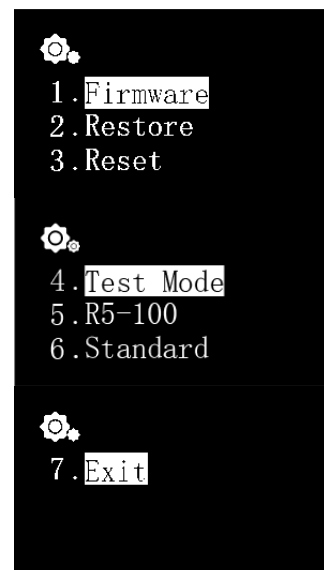 1.Firmware
2.Restore
3.Reset
4.Test Mode
5.R5-100
6.Standard
7.Exit